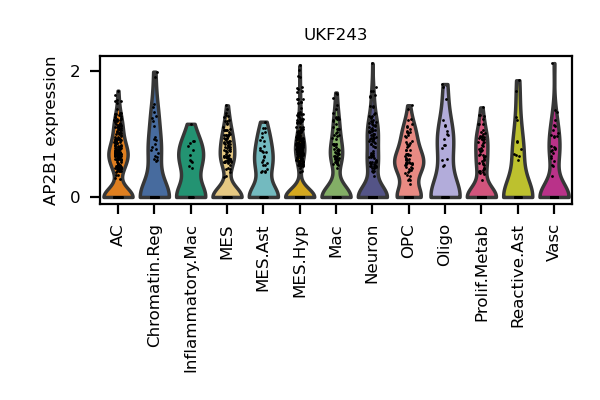 UKF243
AP2B1 expression
2
0
AC
Chromatin.Reg
Inflammatory.Mac
MES
MES.Ast
MES.Hyp
Mac
Neuron
OPC
Oligo
Prolif.Metab
Reactive.Ast
Vasc